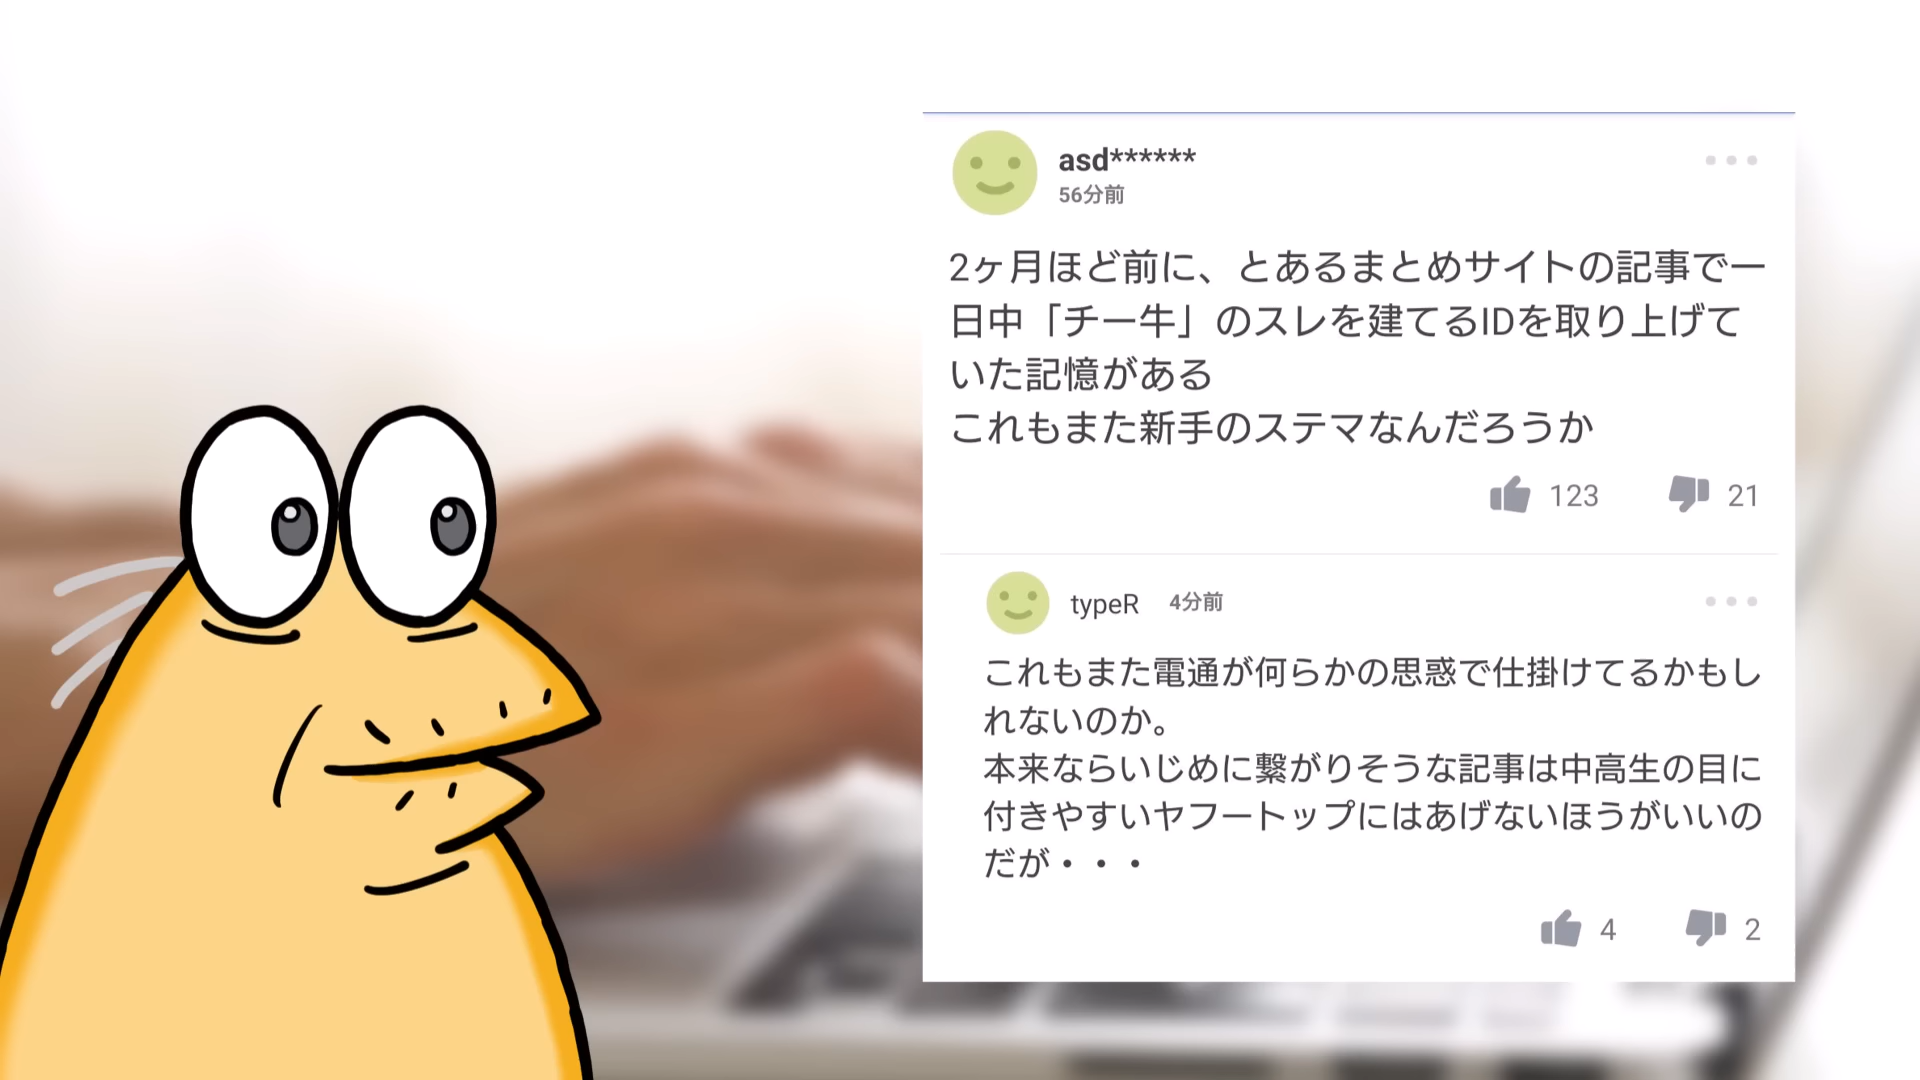 asd******
56分前
2ヶ月ほど前に、とあるまとめサイトの記事で一
日中「チー牛」のスレを建てるIDを取り上げて
いた記憶がある
これもまた新手のステマなんだろうか
123 21
typeR 4分前
これもまた電通が何らかの思惑で仕掛けてるかもし
れないのか。
本来ならいじめに繋がりそうな記事は中高生の目に
付きやすいヤフートップにはあげないほうがいいの
だが・・・
4 2